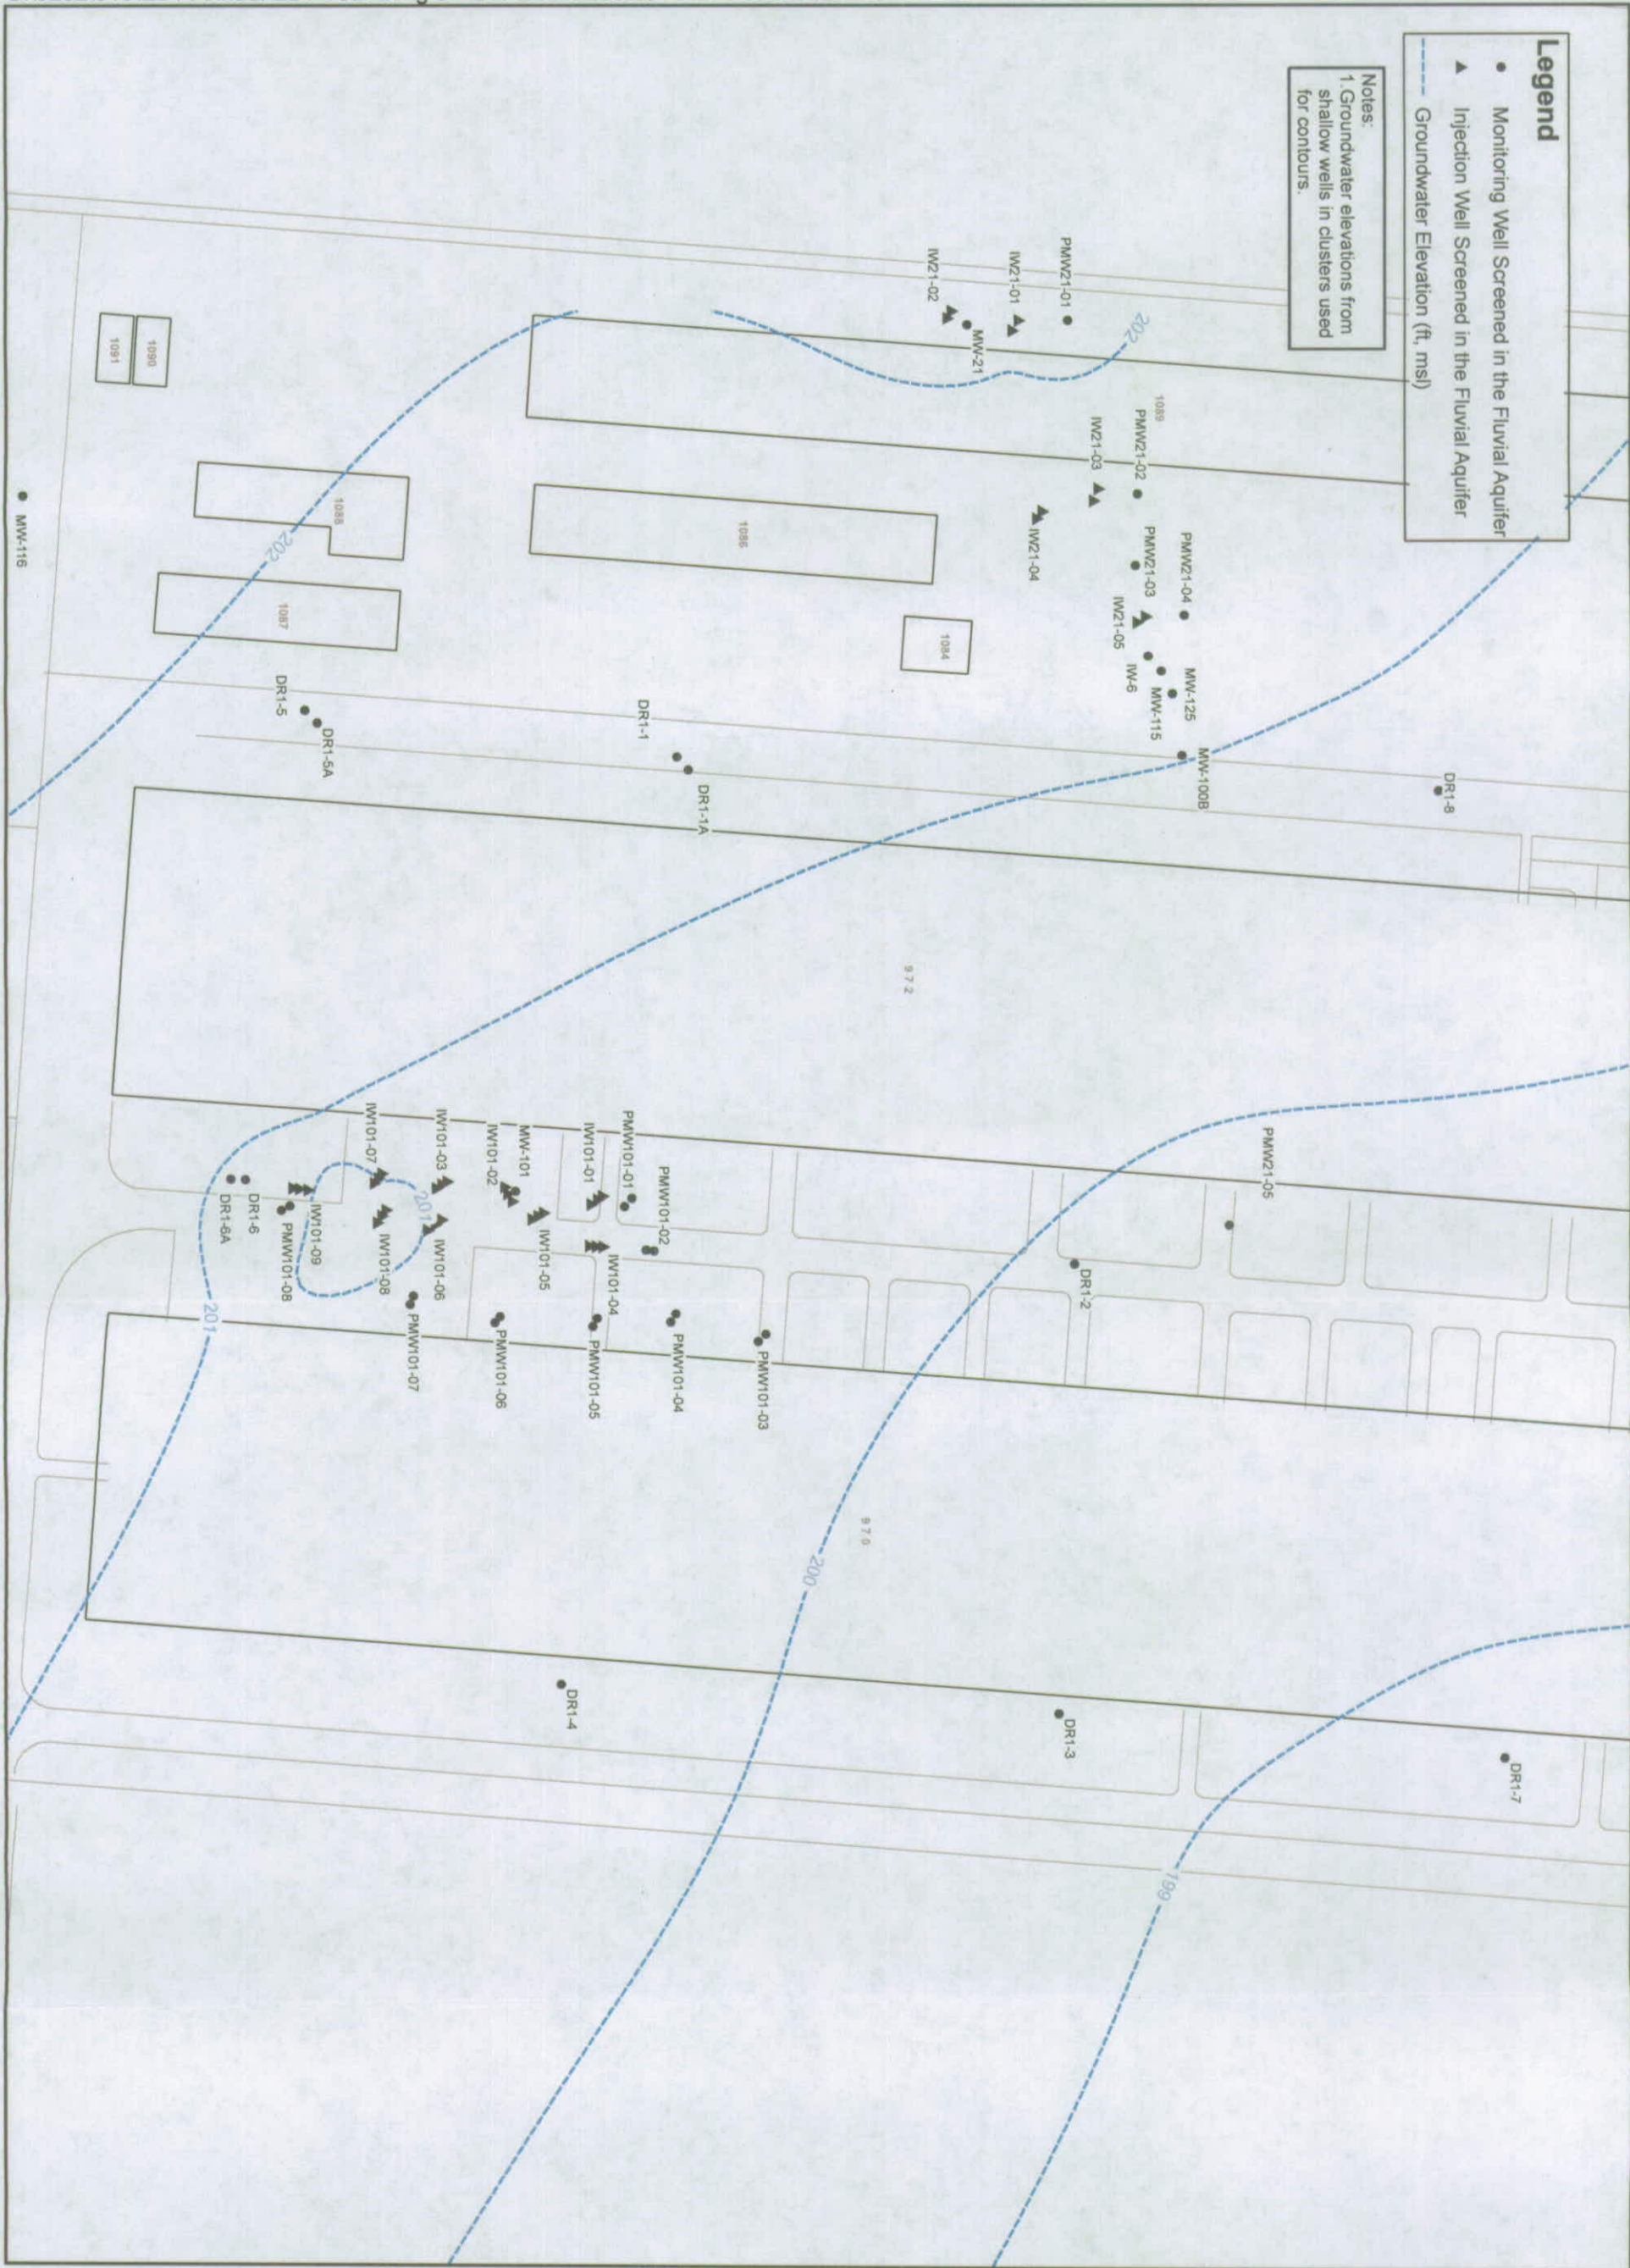 Legend
Monitoring Well Screened in the Fluvial Aquifer
Injection Well Screened in the Fluvial Aquifer
Groundwater Elevation (ft, msl)
Notes:
1.Groundwater elevations from
shallow wells in clusters used
for contours.
PMW21-01
IW21-01
IW21-02
MW-21
202
1089
PMW21-02
IW21-03
IW21-04
PMW21-03
PMW21-04
IW21-05
IW-6
MW-115
MW-125
MW-100B
DR1-8
1084
1086
1090
1091
1088
202
1087
MW-116
DR1-5
DR1-5A
DR1-1
DR1-1A
972
PMW21-05
DR1-2
PMW101-01
PMW101-02
IW101-01
MW-101
IW101-02
IW101-03
IW101-07
201
IW101-04
IW101-05
IW101-06
IW101-08
IW101-09
PMW101-08
DR1-6
DR1-6A
201
PMW101-03
PMW101-04
PMW101-05
PMW101-06
PMW101-07
970
200
DR1-4
DR1-3
DR1-7
199